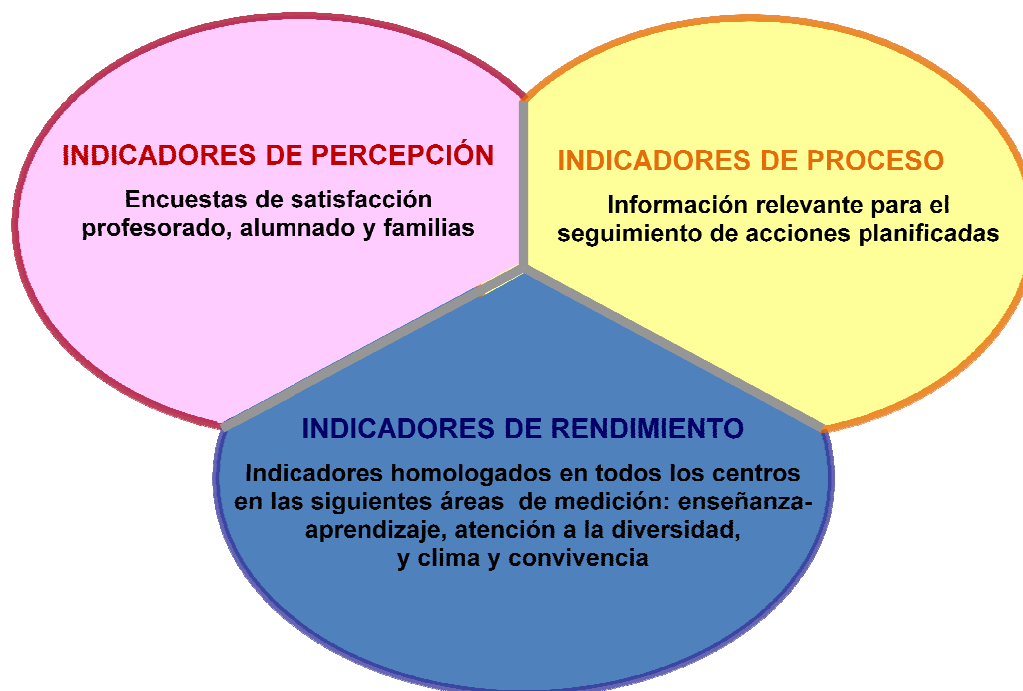 INDICADORES DE PERCEPCIÓN
Encuestas de satisfacción
profesorado, alumnado y familias
INDICADORES DE PROCESO
Información relevante para el
seguimiento de acciones planificadas
INDICADORES DE RENDIMIENTO
Indicadores homologados en todos los centros
en las siguientes áreas de medición: enseñanza-
aprendizaje, atención a la diversidad,
y clima y convivencia